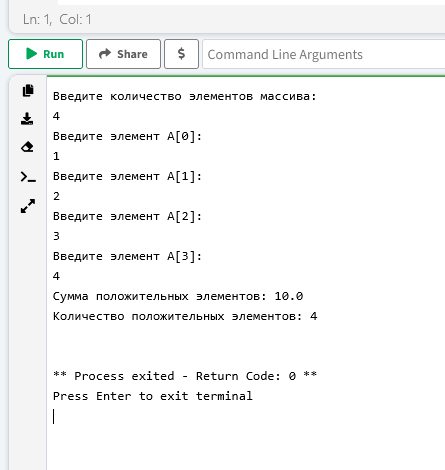 Ln: 1, Col: 1
Run Share $ Command Line Arguments
Введите количество элементов массива:
4
Введите элемент A[0]:
1
Введите элемент A[1]:
2
Введите элемент A[2]:
3
Введите элемент A[3]:
4
Сумма положительных элементов: 10.0
Количество положительных элементов: 4
** Process exited - Return Code: 0 **
Press Enter to exit terminal